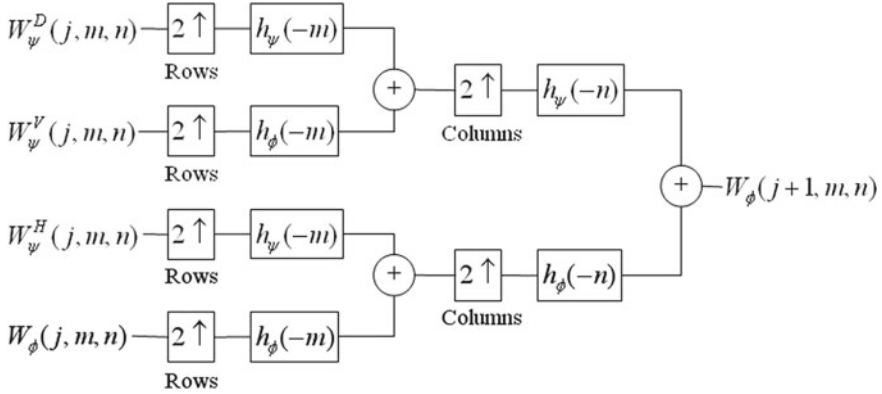 W_ψ^D(j, m, n) 2↑ h_ψ(−m)
Rows
+ 2↑ h_ψ(−n)
W_ψ^V(j, m, n) 2↑ h_ϕ(−m) Columns
Rows
+ W_ϕ(j+1, m, n)
W_ψ^H(j, m, n) 2↑ h_ψ(−m)
Rows
+ 2↑ h_ϕ(−n)
Columns
W_ϕ(j, m, n) 2↑ h_ϕ(−m)
Rows